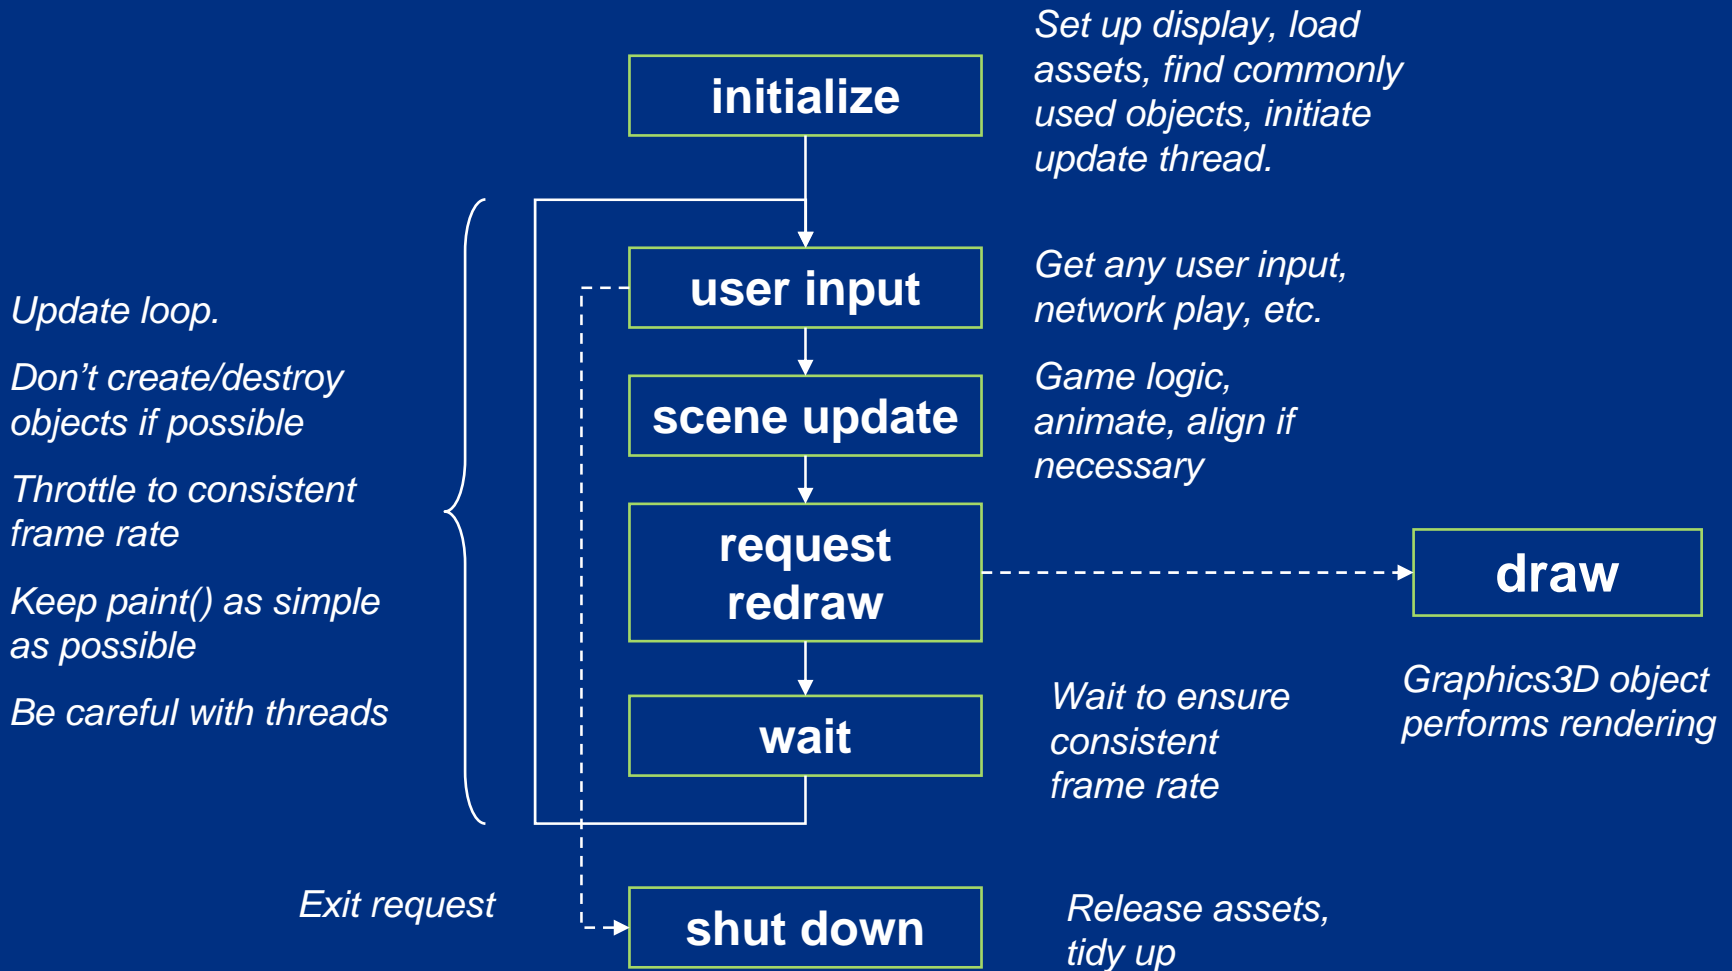 initialize
Set up display, load
assets, find commonly
used objects, initiate
update thread.
Update loop.
Don’t create/destroy
objects if possible
Throttle to consistent
frame rate
Keep paint() as simple
as possible
Be careful with threads
user input
Get any user input,
network play, etc.
scene update
Game logic,
animate, align if
necessary
request
redraw
draw
Graphics3D object
performs rendering
wait
Wait to ensure
consistent
frame rate
Exit request
shut down
Release assets,
tidy up